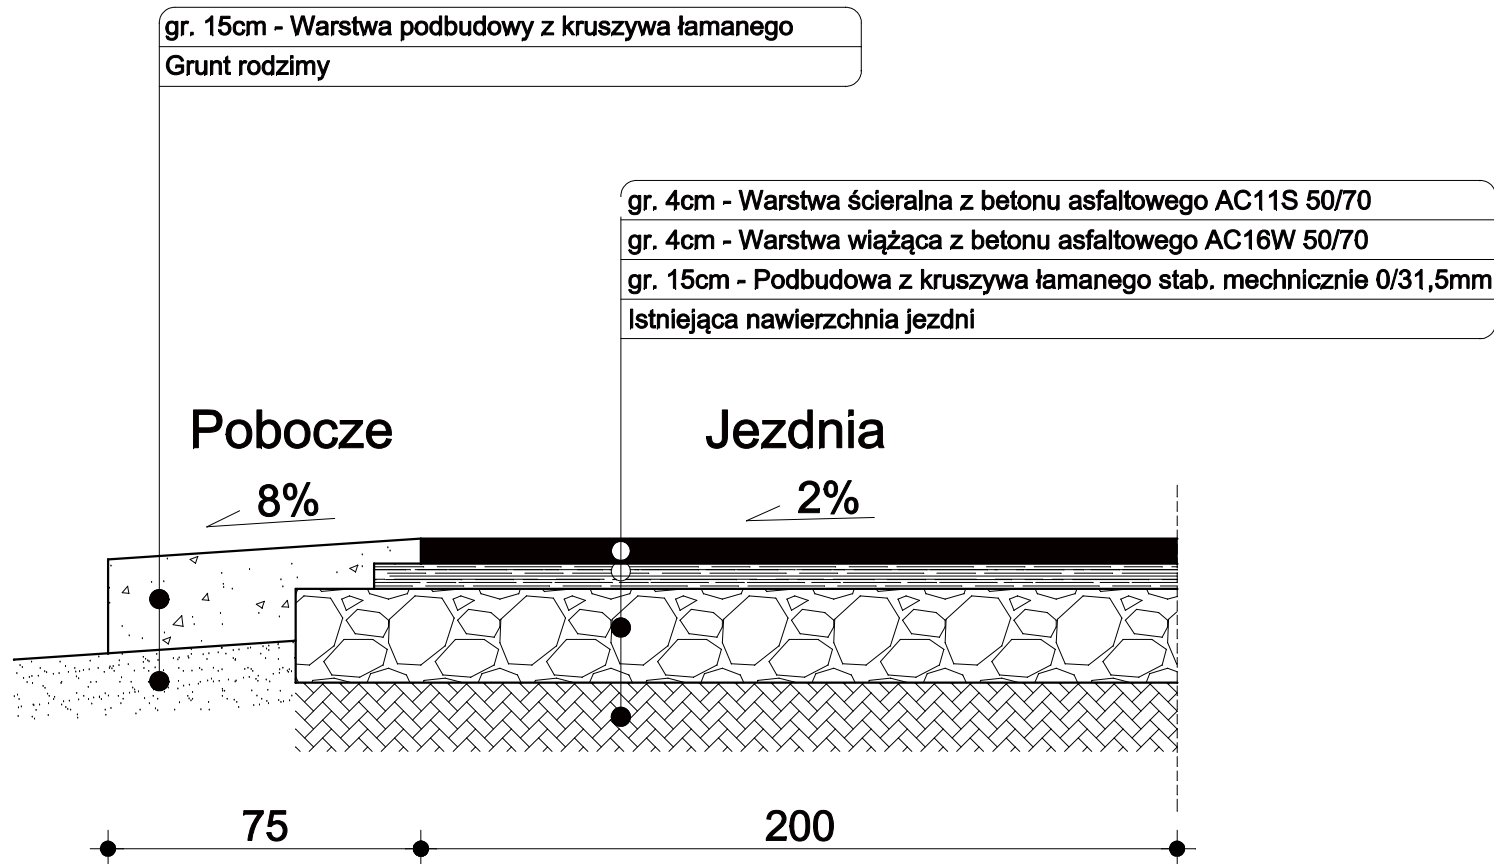 gr. 15cm - Warstwa podbudowy z kruszywa łamanego
Grunt rodzimy
gr. 4cm - Warstwa ścieralna z betonu asfaltowego AC11S 50/70
gr. 4cm - Warstwa wiążąca z betonu asfaltowego AC16W 50/70
gr. 15cm - Podbudowa z kruszywa łamanego stab. mechnicznie 0/31,5mm
Istniejąca nawierzchnia jezdni
Pobocze
Jezdnia
8%
2%
75
200